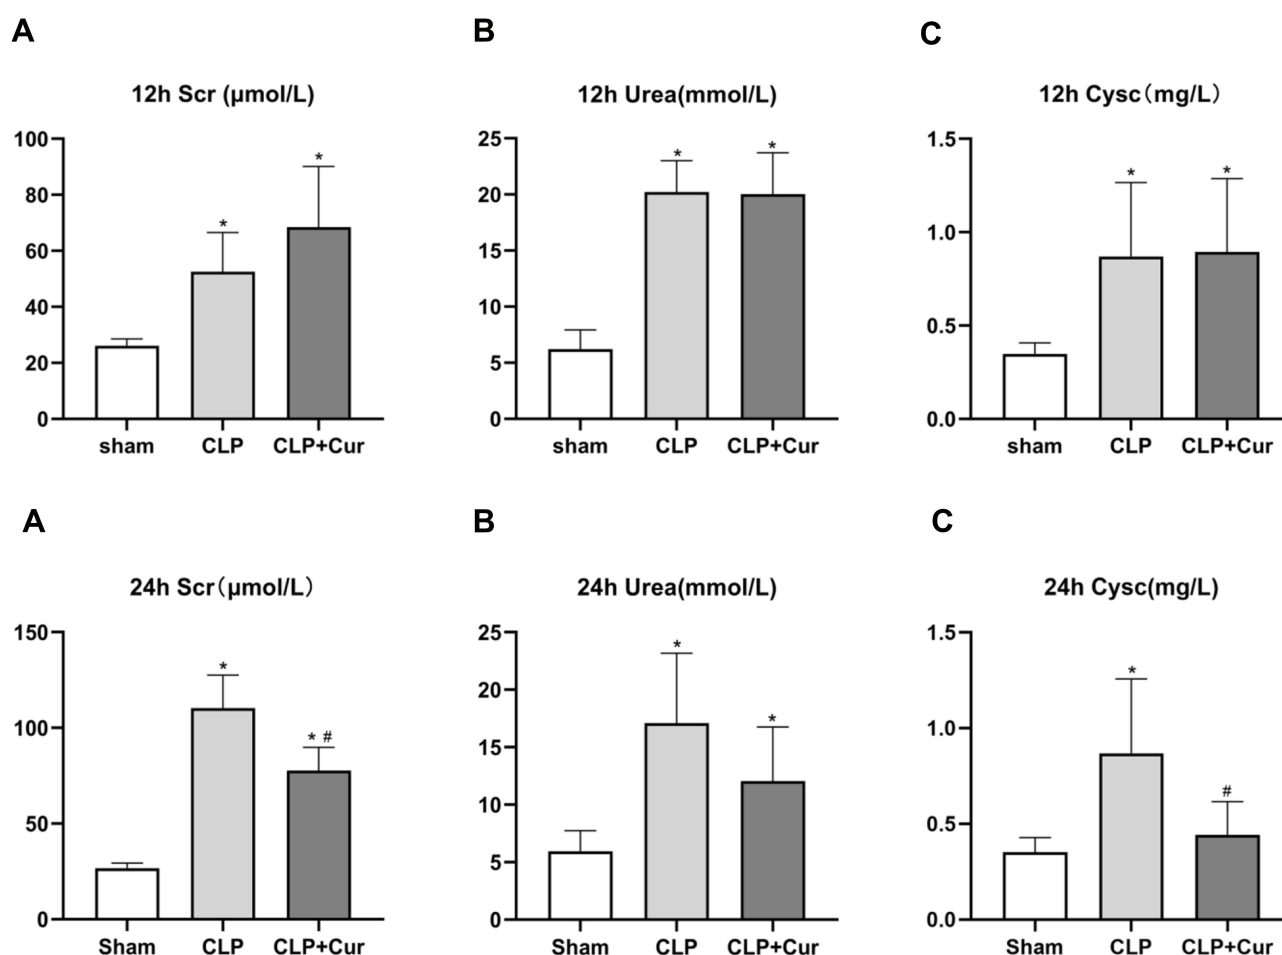 A
B
C
12h Scr (µmol/L)
12h Urea(mmol/L)
12h Cysc（mg/L）
100
80
60
40
20
0
*
*
sham
CLP
CLP+Cur
25
20
15
10
5
0
*
*
sham
CLP
CLP+Cur
1.5
1.0
0.5
0.0
*
*
sham
CLP
CLP+Cur
A
B
C
24h Scr（µmol/L）
24h Urea(mmol/L)
24h Cysc(mg/L)
150
100
50
0
*
* #
Sham
CLP
CLP+Cur
25
20
15
10
5
0
*
*
Sham
CLP
CLP+Cur
1.5
1.0
0.5
0.0
*
#
Sham
CLP
CLP+Cur